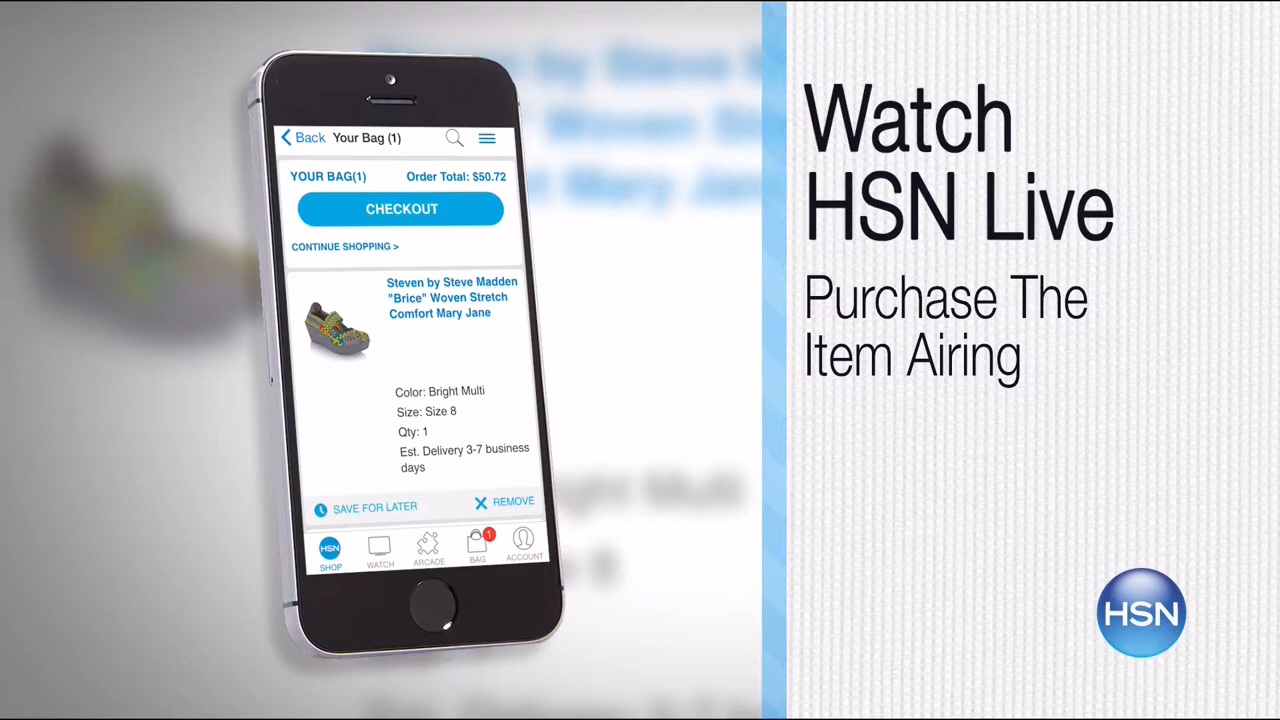 Back Your Bag (1)
YOUR BAG(1) Order Total: $50.72
CHECKOUT
CONTINUE SHOPPING >
Steven by Steve Madden
"Brice" Woven Stretch
Comfort Mary Jane
Color: Bright Multi
Size: Size 8
Qty: 1
Est. Delivery 3-7 business
days
SAVE FOR LATER REMOVE
HSN 1
SHOP WATCH ARCADE BAG ACCOUNT
Watch
HSN Live
Purchase The
Item Airing
HSN